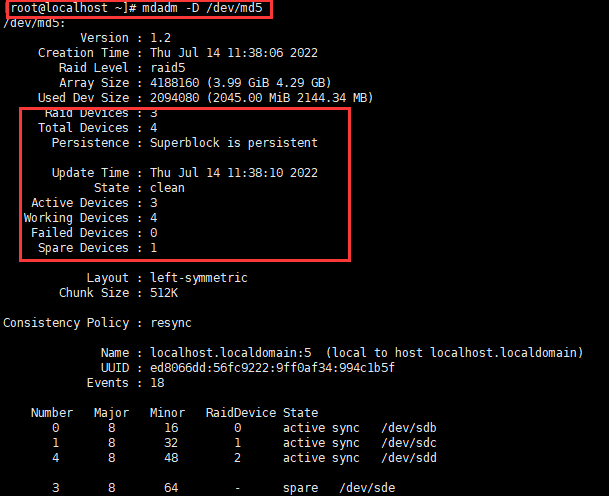 [root@localhost ~]# mdadm -D /dev/md5
/dev/md5:
Version : 1.2
Creation Time : Thu Jul 14 11:38:06 2022
Raid Level : raid5
Array Size : 4188160 (3.99 GiB 4.29 GB)
Used Dev Size : 2094080 (2045.00 MiB 2144.34 MB)
Raid Devices : 3
Total Devices : 4
Persistence : Superblock is persistent
Update Time : Thu Jul 14 11:38:10 2022
State : clean
Active Devices : 3
Working Devices : 4
Failed Devices : 0
Spare Devices : 1
Layout : left-symmetric
Chunk Size : 512K
Consistency Policy : resync
Name : localhost.localdomain:5  (local to host localhost.localdomain)
UUID : ed8066dd:56fc9222:9ff0af34:994c1b5f
Events : 18
Number   Major   Minor   RaidDevice State
0       8       16        0      active sync   /dev/sdb
1       8       32        1      active sync   /dev/sdc
4       8       48        2      active sync   /dev/sdd
3       8       64        -      spare   /dev/sde